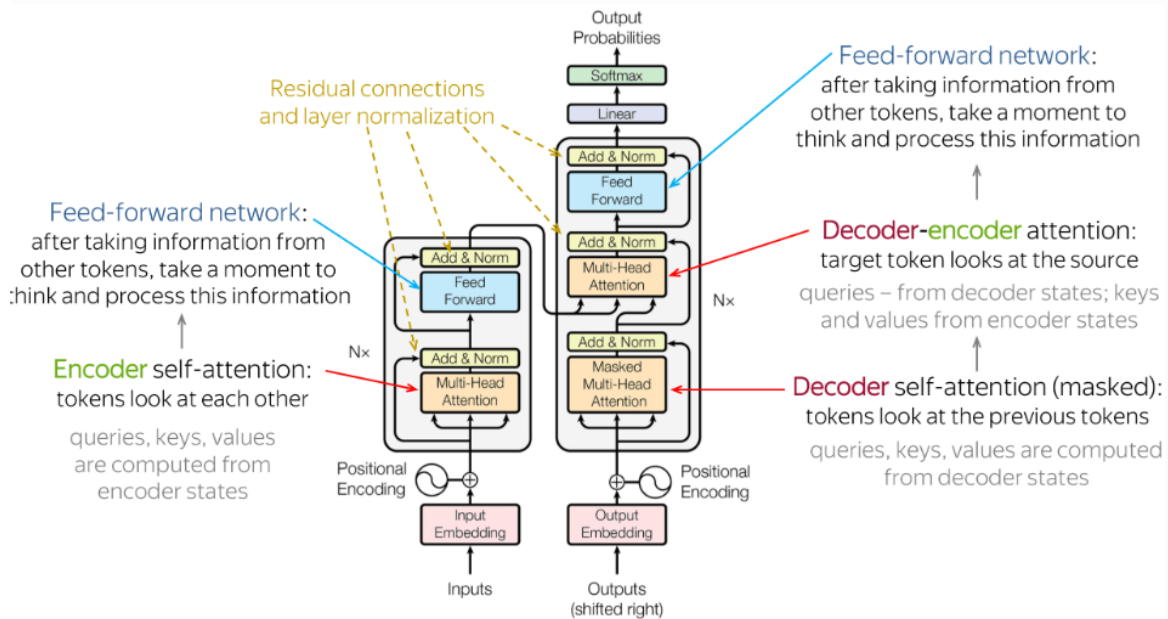 Output
Probabilities
Softmax
Linear
Add & Norm
Feed
Forward
Add & Norm
Multi-Head
Attention
Add & Norm
Masked
Multi-Head
Attention
Nx
Positional
Encoding
Output
Embedding
Outputs
(shifted right)
Residual connections
and layer normalization
Feed-forward network:
after taking information from
other tokens, take a moment to
think and process this information
Encoder self-attention:
tokens look at each other
queries, keys, values
are computed from
encoder states
Add & Norm
Feed
Forward
Nx
Add & Norm
Multi-Head
Attention
Positional
Encoding
Input
Embedding
Inputs
Feed-forward network:
after taking information from
other tokens, take a moment to
think and process this information
Decoder-encoder attention:
target token looks at the source
queries – from decoder states; keys
and values from encoder states
Decoder self-attention (masked):
tokens look at the previous tokens
queries, keys, values are computed
from decoder states